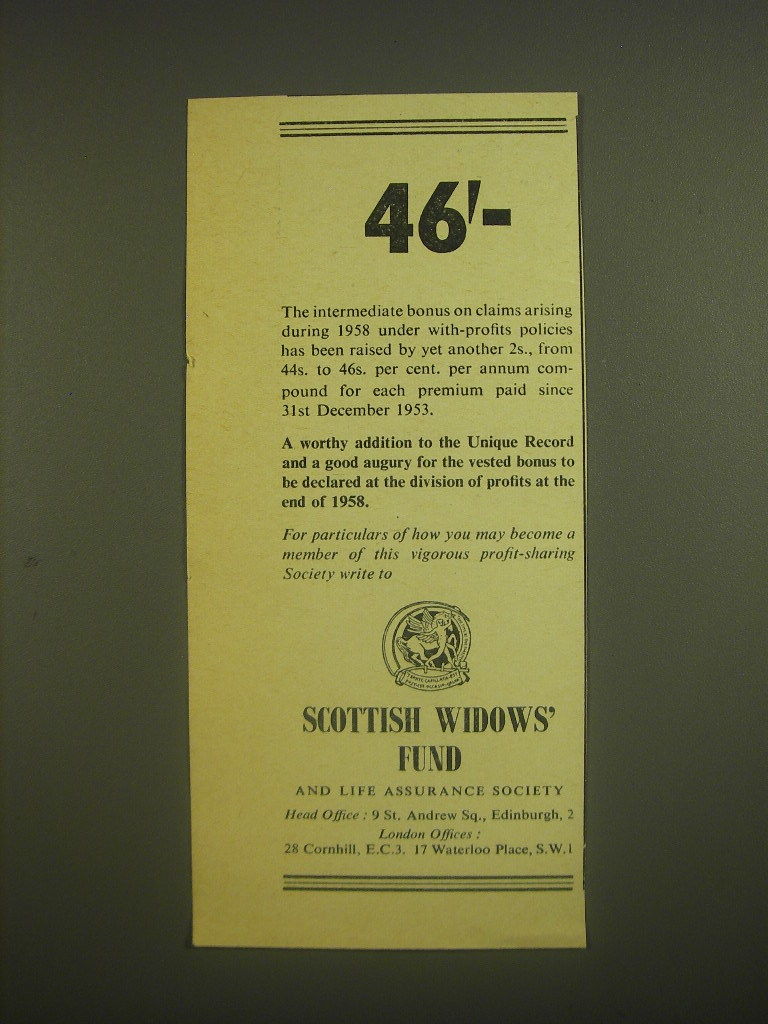 46'-
The intermediate bonus on claims arising
during 1958 under with-profits policies
has been raised by yet another 2s., from
44s. to 46s. per cent. per annum com-
pound for each premium paid since
31st December 1953.
A worthy addition to the Unique Record
and a good augury for the vested bonus to
be declared at the division of profits at the
end of 1958.
For particulars of how you may become a
member of this vigorous profit-sharing
Society write to
SCOTTISH WIDOWS'
FUND
AND LIFE ASSURANCE SOCIETY
Head Office : 9 St. Andrew Sq., Edinburgh, 2
London Offices :
28 Cornhill, E.C.3. 17 Waterloo Place, S.W.1